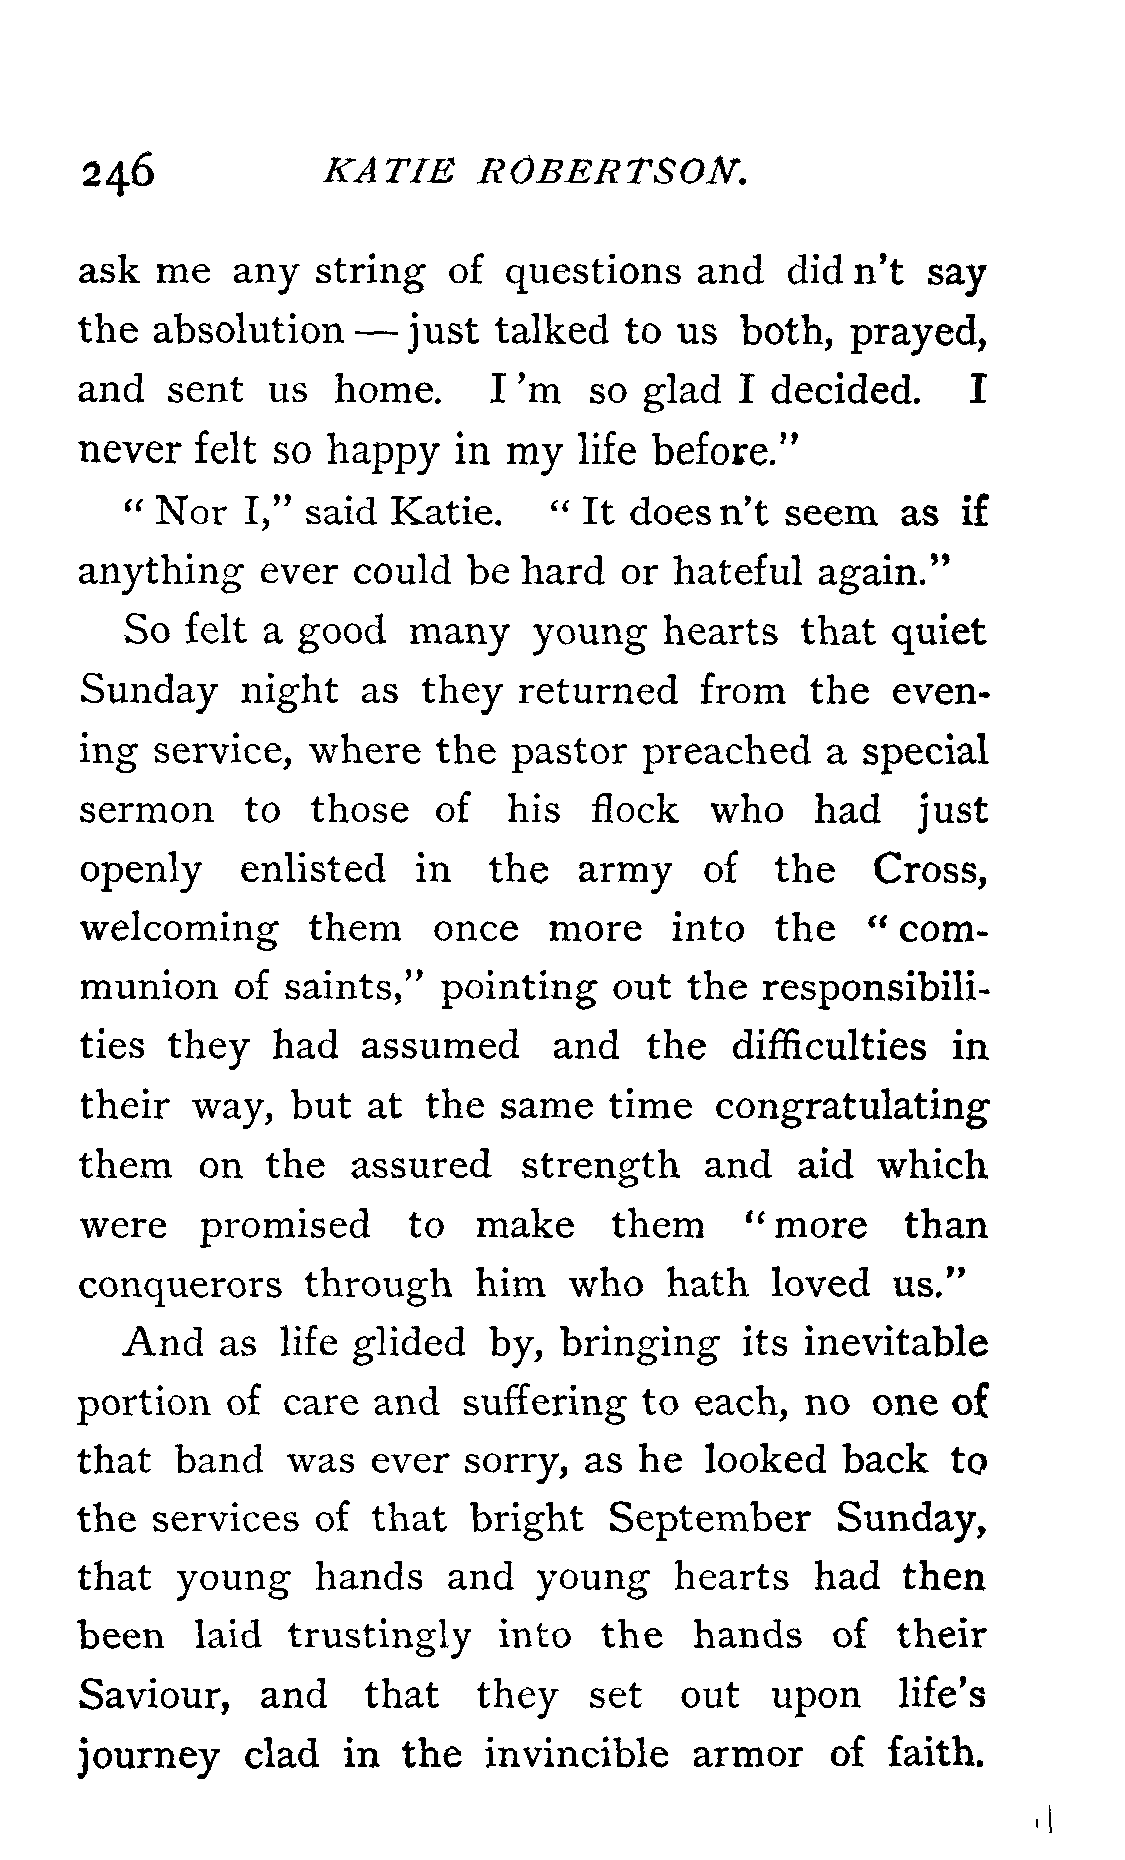 246 KATIE ROBERTSON.
ask me any string of questions and did n't say
the absolution — just talked to us both, prayed,
and sent us home. I 'm so glad I decided. I
never felt so happy in my life before."
" Nor I," said Katie. " It does n't seem as if
anything ever could be hard or hateful again."
So felt a good many young hearts that quiet
Sunday night as they returned from the even-
ing service, where the pastor preached a special
sermon to those of his flock who had just
openly enlisted in the army of the Cross,
welcoming them once more into the " com-
munion of saints," pointing out the responsibili-
ties they had assumed and the difficulties in
their way, but at the same time congratulating
them on the assured strength and aid which
were promised to make them " more than
conquerors through him who hath loved us."
And as life glided by, bringing its inevitable
portion of care and suffering to each, no one of
that band was ever sorry, as he looked back to
the services of that bright September Sunday,
that young hands and young hearts had then
been laid trustingly into the hands of their
Saviour, and that they set out upon life's
journey clad in the invincible armor of faith.